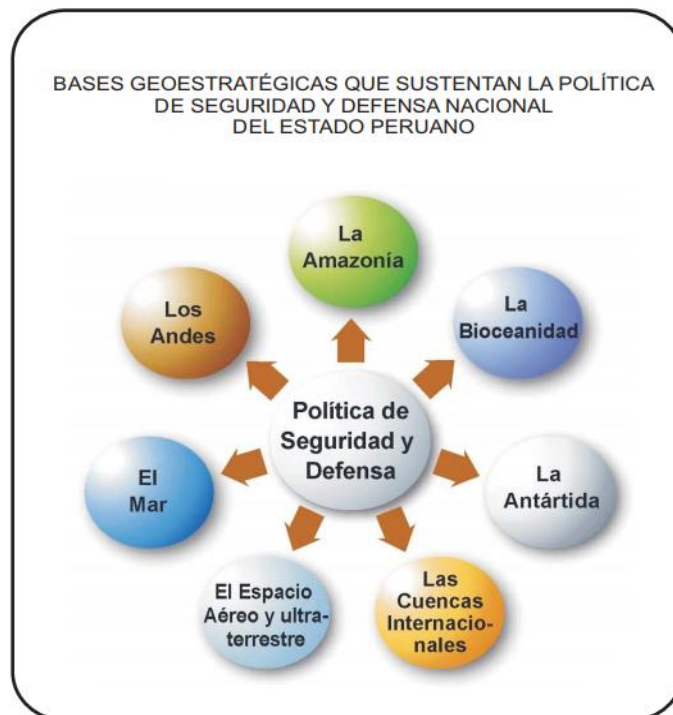 BASES GEOESTRATÉGICAS QUE SUSTENTAN LA POLÍTICA
DE SEGURIDAD Y DEFENSA NACIONAL
DEL ESTADO PERUANO
La
Amazonía
Los
Andes
La
Bioceanidad
Política de
Seguridad y
Defensa
El
Mar
La
Antártida
El Espacio
Aéreo y ultra-
terrestre
Las
Cuencas
Internacio-
nales